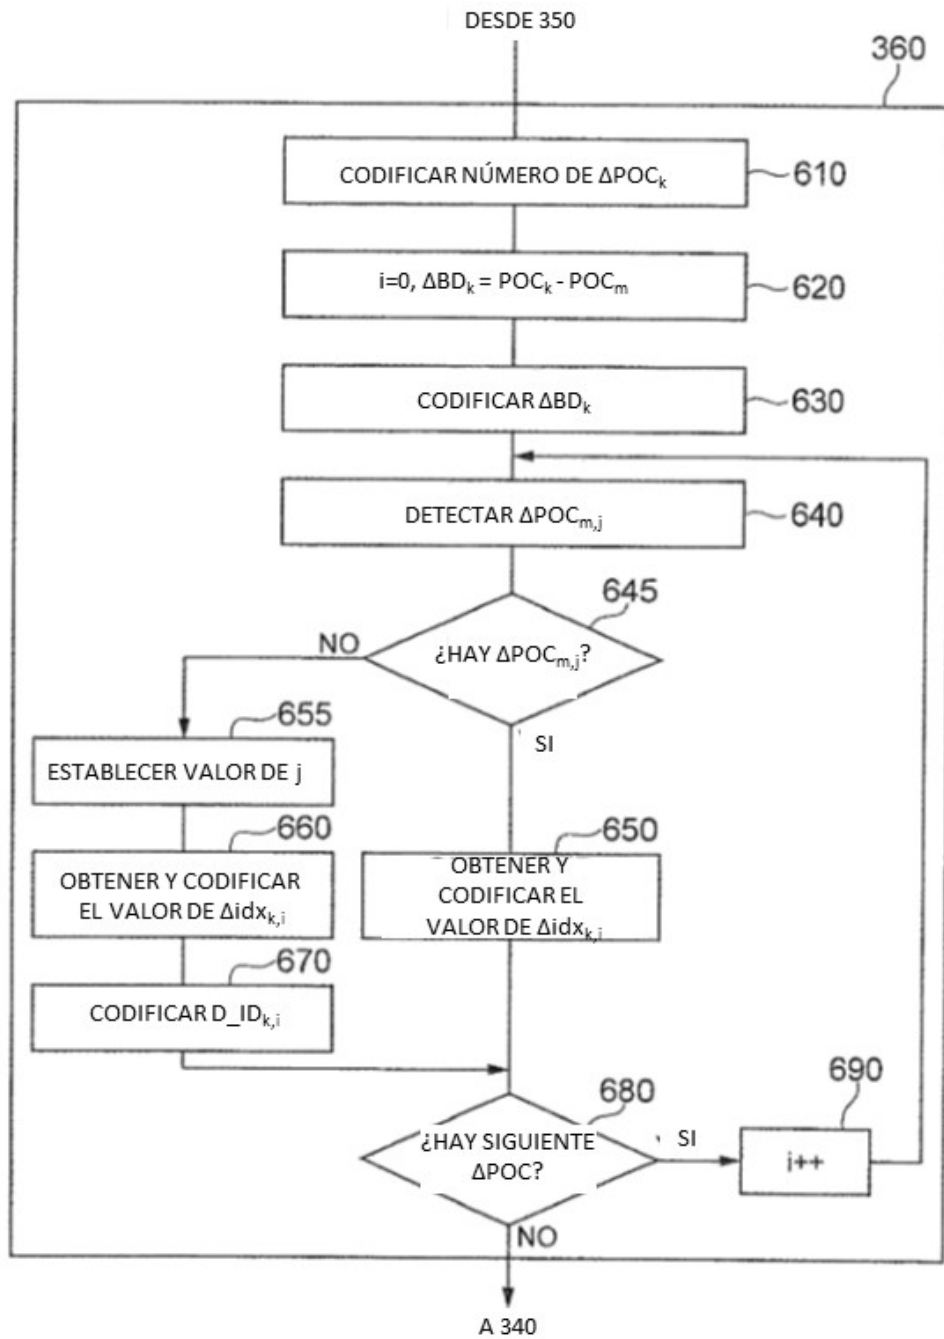 DESDE 350
360
CODIFICAR NÚMERO DE ΔPOCₖ
610
i=0, ΔBDₖ = POCₖ - POCₘ
620
CODIFICAR ΔBDₖ
630
DETECTAR ΔPOCₘ,ⱼ
640
645
NO
¿HAY ΔPOCₘ,ⱼ?
SI
655
ESTABLECER VALOR DE j
660
OBTENER Y CODIFICAR
EL VALOR DE Δidxₖ,ᵢ
650
OBTENER Y
CODIFICAR EL
VALOR DE Δidxₖ,ᵢ
670
CODIFICAR D_IDₖ,ᵢ
680
¿HAY SIGUIENTE
ΔPOC?
SI
690
i++
NO
A 340